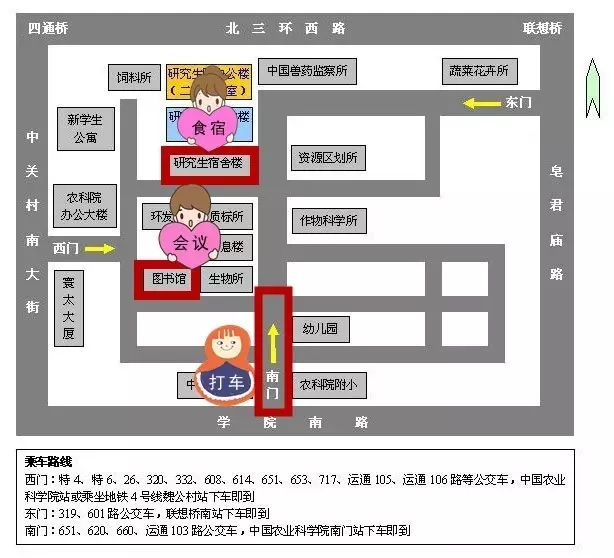 四通桥
北三环西路
联想桥
饲料所
研究生
公楼
（二
室）
中国兽药监察所
蔬菜花卉所
东门
新学生
公寓
食宿
楼
研究生宿舍楼
资源区划所
中关村南大街
皂君庙路
农科院
办公大楼
环发
质标所
作物科学所
会议
息楼
西门
图书馆
生物所
寰太大厦
幼儿园
打车
南门
中
农科院附小
学院南路
乘车路线
西门：特 4、特 6、26、320、332、608、614、651、653、717、运通 105、运通 106 路等公交车，中国农业
科学院站或乘坐地铁 4 号线魏公村站下车即到
东门：319、601 路公交车，联想桥南站下车即到
南门：651、620、660、运通 103 路公交车，中国农业科学院南门站下车即到